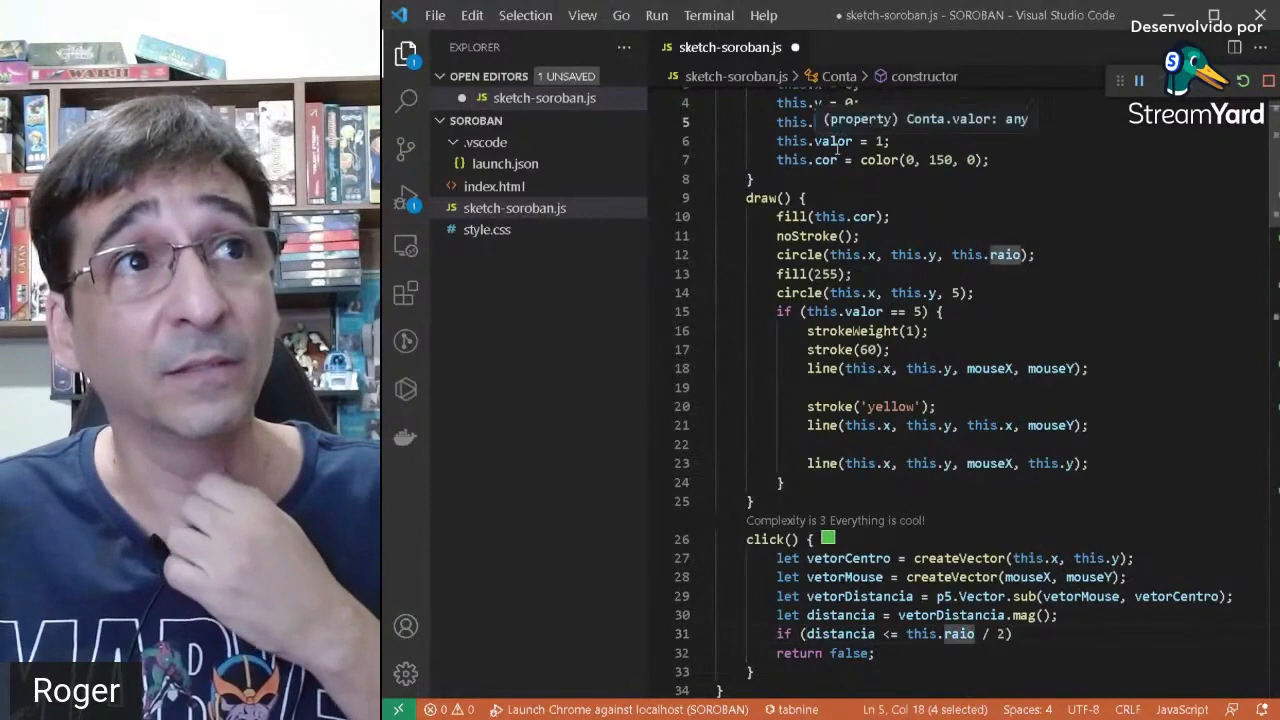 File Edit Selection View Go Run Terminal Help
● sketch-soroban.js - SOROBAN - Visual Studio Code
Desenvolvido por
StreamYard
EXPLORER
OPEN EDITORS 1 UNSAVED
JS sketch-soroban.js
SOROBAN
.vscode
{} launch.json
<> index.html
JS sketch-soroban.js
# style.css
JS sketch-soroban.js ●
JS sketch-soroban.js > Conta > constructor
4 this.y = 0;
(property) Conta.valor: any
5 this.
6 this.valor = 1;
7 this.cor = color(0, 150, 0);
8 }
9 draw() {
10 fill(this.cor);
11 noStroke();
12 circle(this.x, this.y, this.raio);
13 fill(255);
14 circle(this.x, this.y, 5);
15 if (this.valor == 5) {
16 strokeWeight(1);
17 stroke(60);
18 line(this.x, this.y, mouseX, mouseY);
19
20 stroke('yellow');
21 line(this.x, this.y, this.x, mouseY);
22
23 line(this.x, this.y, mouseX, this.y);
24 }
25 }
Complexity is 3 Everything is cool!
26 click() {
27 let vetorCentro = createVector(this.x, this.y);
28 let vetorMouse = createVector(mouseX, mouseY);
29 let vetorDistancia = p5.Vector.sub(vetorMouse, vetorCentro);
30 let distancia = vetorDistancia.mag();
31 if (distancia <= this.raio / 2)
32 return false;
33 }
34 }
0 0 Launch Chrome against localhost (SOROBAN) tabnine Ln 5, Col 18 (4 selected) Spaces: 4 UTF-8 CRLF JavaScript
Roger
CATAN
MARV